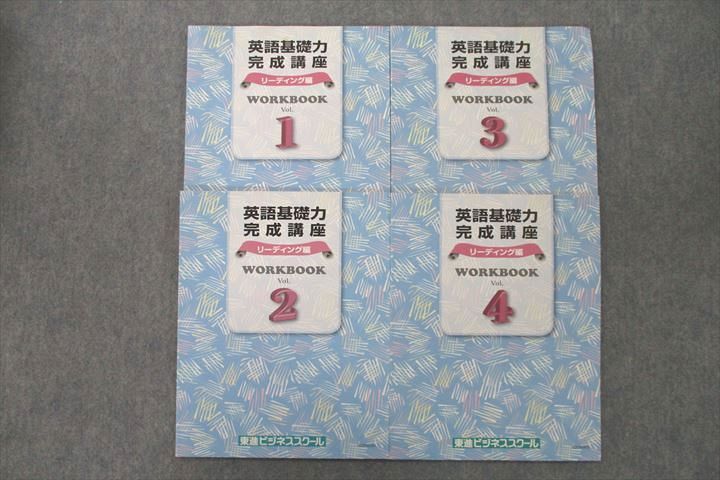 英語基礎力
完成講座
リーディング編
WORKBOOK
Vol.
1
英語基礎力
完成講座
リーディング編
WORKBOOK
Vol.
3
英語基礎力
完成講座
リーディング編
WORKBOOK
Vol.
2
東進ビジネススクール
英語基礎力
完成講座
リーディング編
WORKBOOK
Vol.
4
東進ビジネススクール